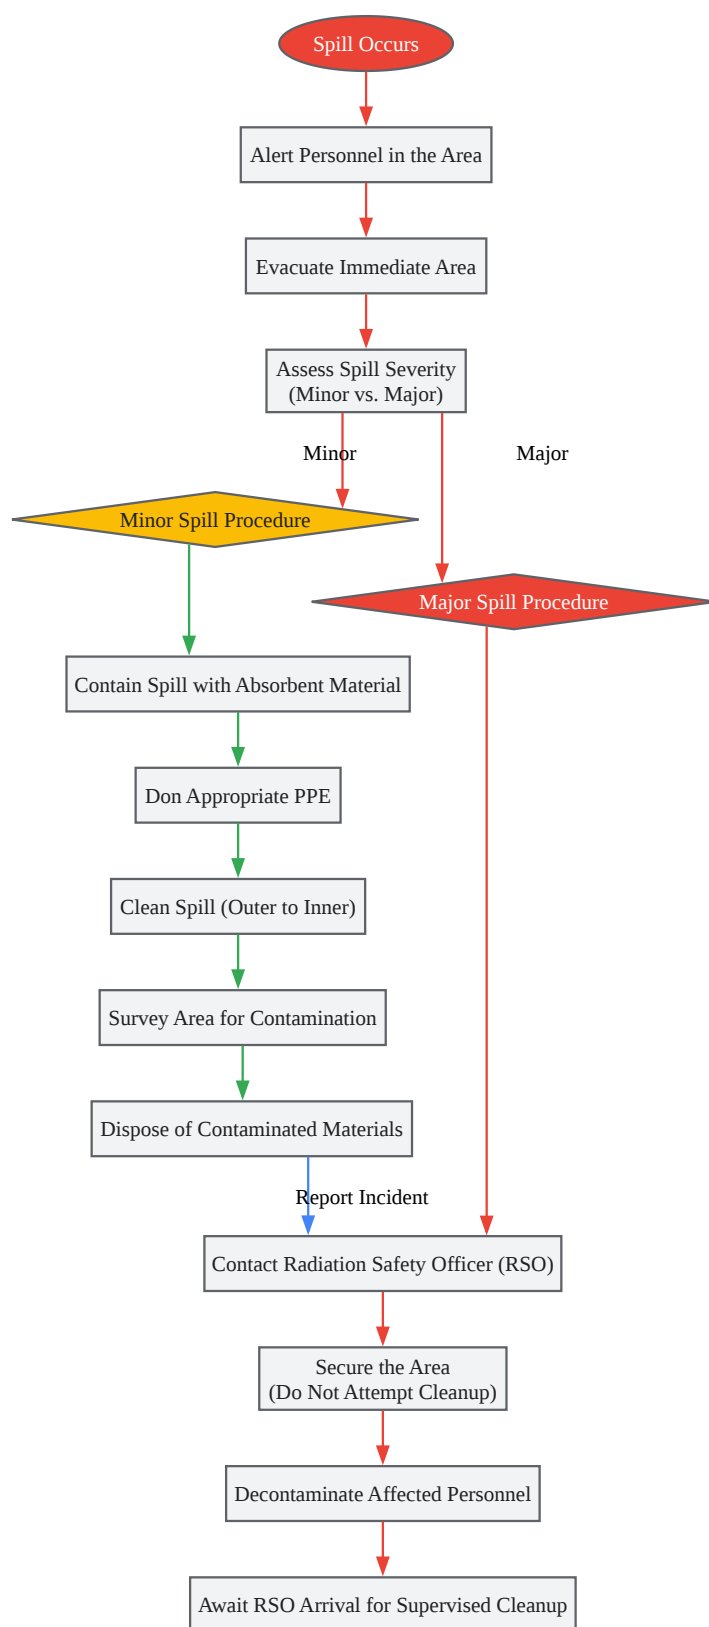 Spill Occurs
Alert Personnel in the Area
Evacuate Immediate Area
Assess Spill Severity
(Minor vs. Major)
Minor
Major
Minor Spill Procedure
Major Spill Procedure
Contain Spill with Absorbent Material
Don Appropriate PPE
Clean Spill (Outer to Inner)
Survey Area for Contamination
Dispose of Contaminated Materials
Report Incident
Contact Radiation Safety Officer (RSO)
Secure the Area
(Do Not Attempt Cleanup)
Decontaminate Affected Personnel
Await RSO Arrival for Supervised Cleanup